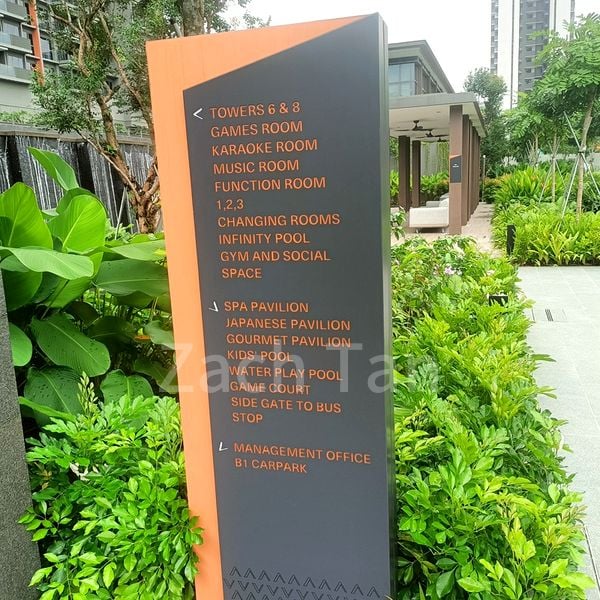 TOWERS 6 & 8
GAMES ROOM
KARAOKE ROOM
MUSIC ROOM
FUNCTION ROOM
1,2,3
CHANGING ROOMS
INFINITY POOL
GYM AND SOCIAL
SPACE
SPA PAVILION
JAPANESE PAVILION
GOURMET PAVILION
KIDS POOL
WATER PLAY POOL
GAME COURT
SIDE GATE TO BUS
STOP
MANAGEMENT OFFICE
B1 CARPARK
Zach Tan